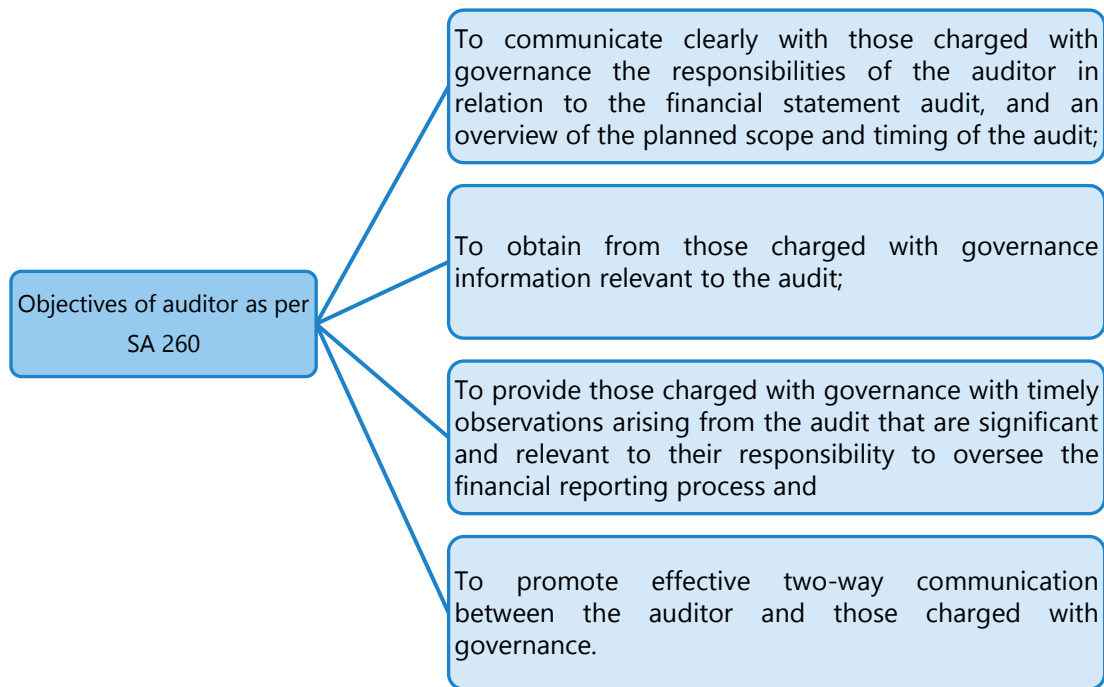 To communicate clearly with those charged with
governance the responsibilities of the auditor in
relation to the financial statement audit, and an
overview of the planned scope and timing of the audit;
To obtain from those charged with governance
information relevant to the audit;
Objectives of auditor as per
SA 260
To provide those charged with governance with timely
observations arising from the audit that are significant
and relevant to their responsibility to oversee the
financial reporting process and
To promote effective two-way communication
between the auditor and those charged with
governance.